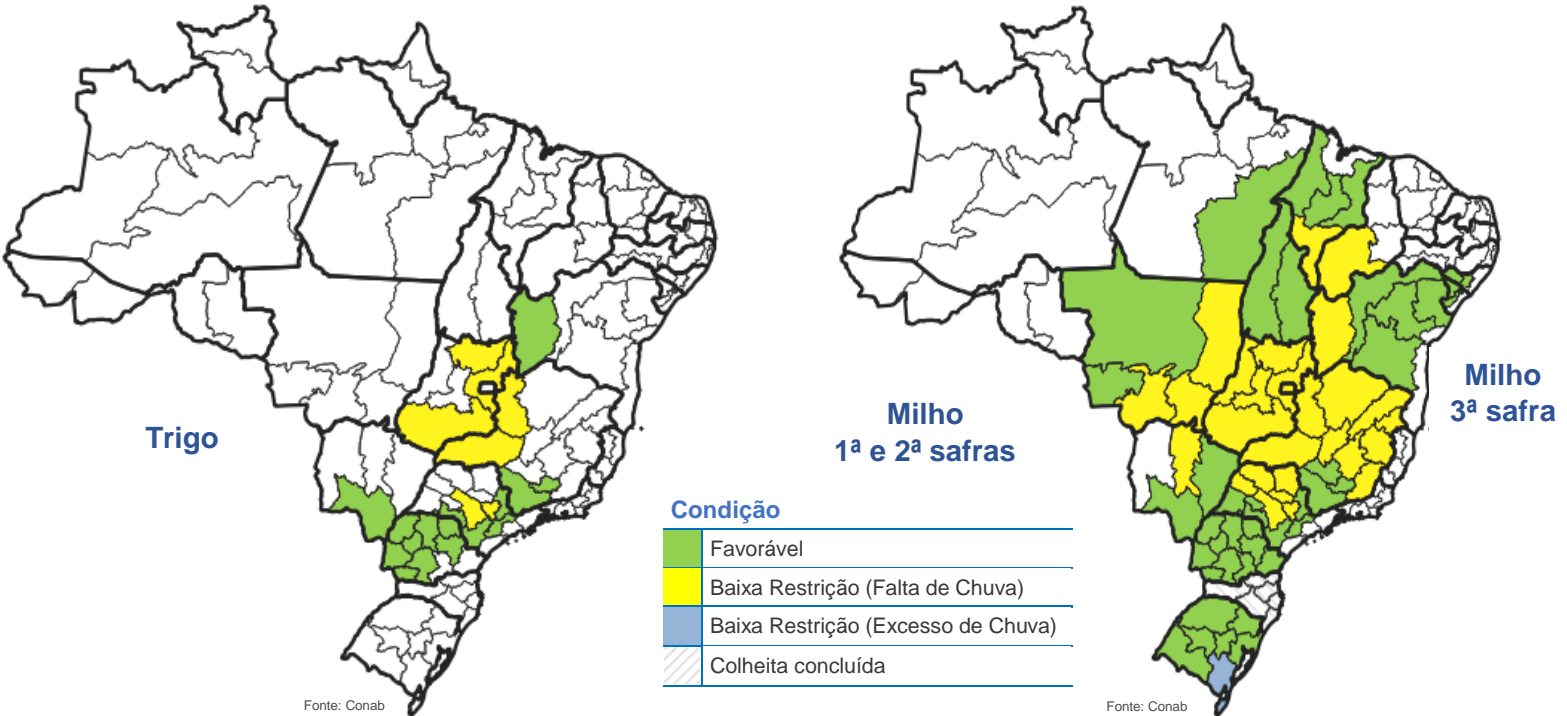 Trigo
Milho
1ª e 2ª safras
Milho
3ª safra
Condição
Favorável
Baixa Restrição (Falta de Chuva)
Baixa Restrição (Excesso de Chuva)
Colheita concluída
Fonte: Conab
Fonte: Conab